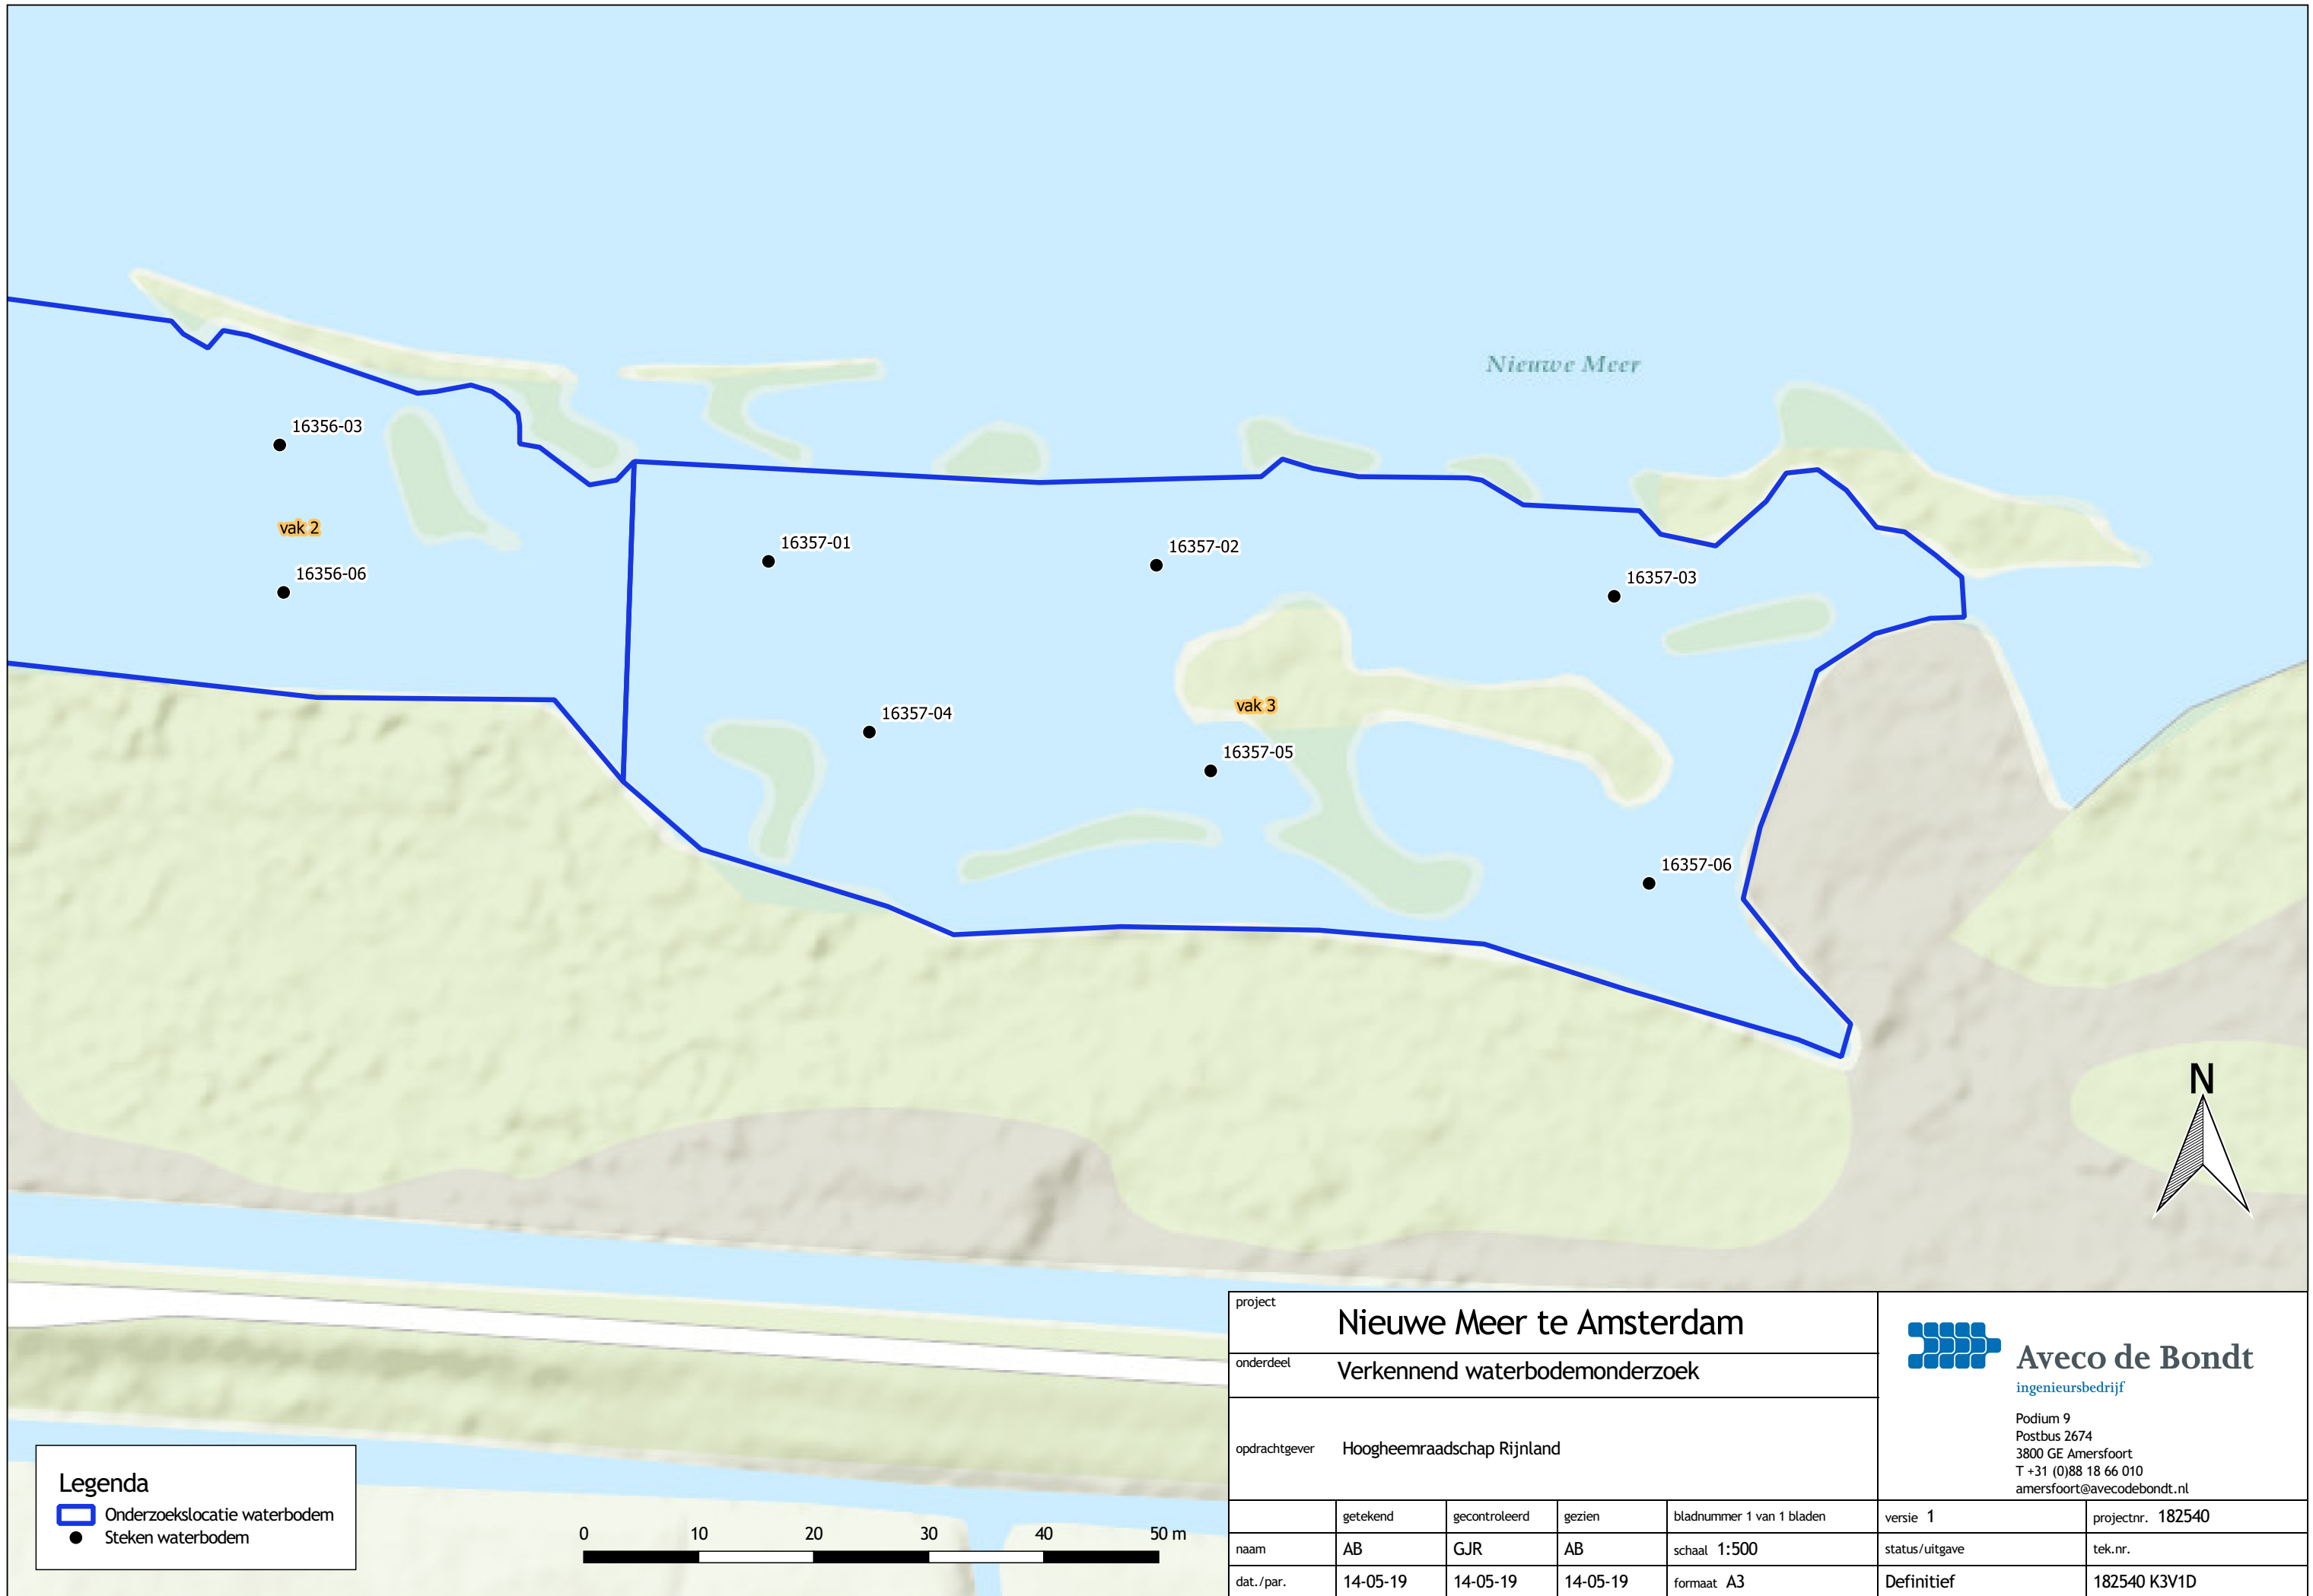 Nieuwe Meer
16356-03
vak 2
16357-01
16357-02
16356-06
16357-03
vak 3
16357-04
16357-05
16357-06
N
project
Nieuwe Meer te Amsterdam
onderdeel
Verkennend waterbodemonderzoek
opdrachtgever Hoogheemraadschap Rijnland
Aveco de Bondt
ingenieursbedrijf
Podium 9
Postbus 2674
3800 GE Amersfoort
T +31 (0)88 18 66 010
amersfoort@avecodebondt.nl
getekend gecontroleerd gezien bladnummer 1 van 1 bladen versie 1 projectnr. 182540
naam AB GJR AB schaal 1:500 status/uitgave tek.nr.
dat./par. 14-05-19 14-05-19 14-05-19 formaat A3 Definitief 182540 K3V1D
Legenda
Onderzoekslocatie waterbodem
Steken waterbodem
0 10 20 30 40 50 m